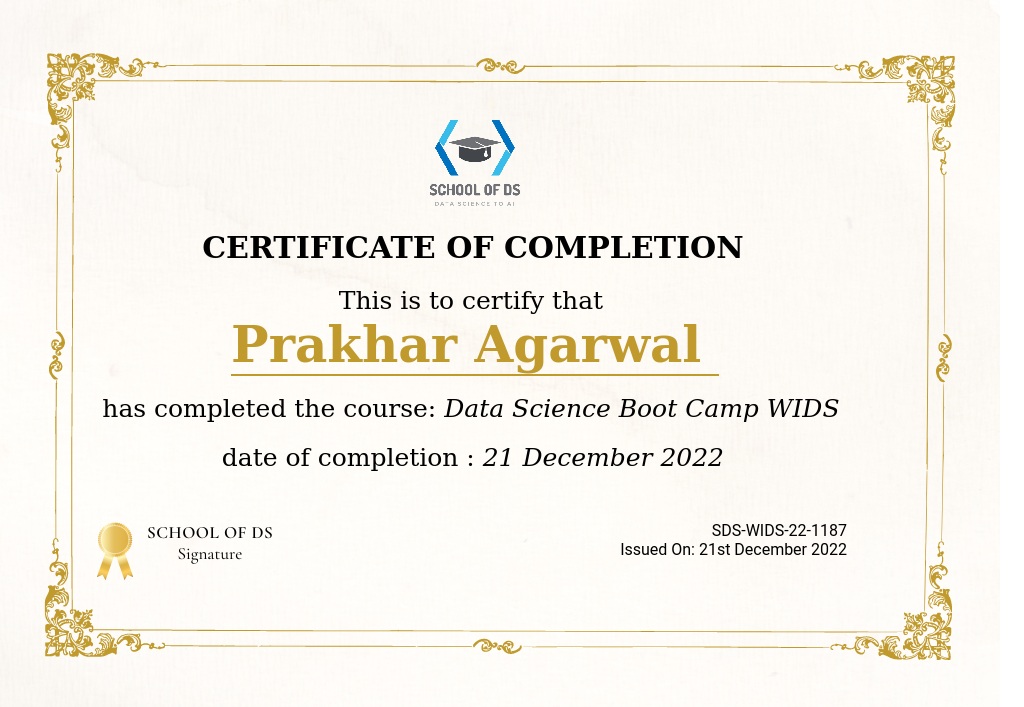 SCHOOL OF DS
DATA SCIENCE TO AI
CERTIFICATE OF COMPLETION
This is to certify that
Prakhar Agarwal
has completed the course: Data Science Boot Camp WIDS
date of completion : 21 December 2022
SCHOOL OF DS
Signature
SDS-WIDS-22-1187
Issued On: 21st December 2022